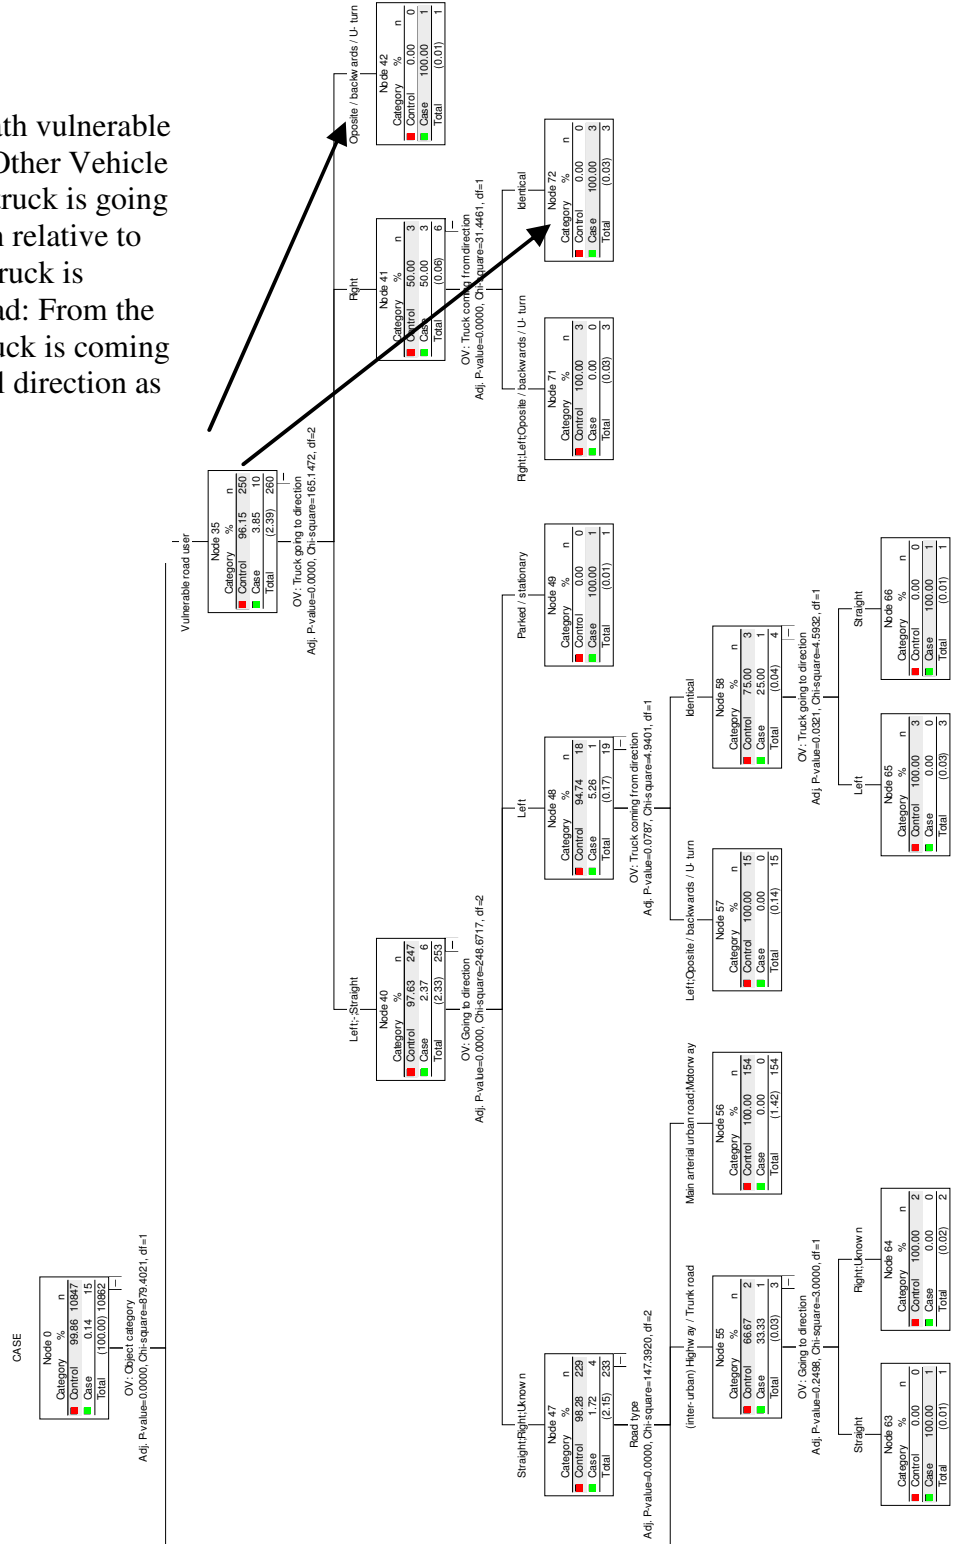 ath vulnerable
Other Vehicle
truck is going
n relative to
truck is
ad: From the
uck is coming
l direction as
CASE
Node 0
Category % n
Control 99.86 10847
Case 0.14 15
Total (100.00) 10862
OV: Object category
Adj. P-value=0.0000, Chi-square=879.4021, df=1
Vulnerable road user
Node 35
Category % n
Control 96.15 250
Case 3.85 10
Total (2.39) 260
OV: Truck going to direction
Adj. P-value=0.0000, Chi-square=165.1472, df=2
Left;-;Straight
Node 40
Category % n
Control 97.63 247
Case 2.37 6
Total (2.33) 253
OV: Going to direction
Adj. P-value=0.0000, Chi-square=248.6717, df=2
Right
Node 41
Category % n
Control 50.00 3
Case 50.00 3
Total (0.06) 6
OV: Truck coming from direction
Adj. P-value=0.0000, Chi-square=31.4461, df=1
Oposite / backwards / U- turn
Node 42
Category % n
Control 0.00 0
Case 100.00 1
Total (0.01) 1
Straight;Right;Uknown
Node 47
Category % n
Control 98.28 229
Case 1.72 4
Total (2.15) 233
Road type
Adj. P-value=0.0000, Chi-square=147.3920, df=2
Left
Node 48
Category % n
Control 94.74 18
Case 5.26 1
Total (0.17) 19
OV: Truck coming from direction
Adj. P-value=0.0787, Chi-square=4.9401, df=1
Parked / stationary
Node 49
Category % n
Control 0.00 0
Case 100.00 1
Total (0.01) 1
Right;Left;Oposite / backwards / U- turn
Node 71
Category % n
Control 100.00 3
Case 0.00 0
Total (0.03) 3
Identical
Node 72
Category % n
Control 0.00 0
Case 100.00 3
Total (0.03) 3
(inter-urban) Highway / Trunk road
Node 55
Category % n
Control 66.67 2
Case 33.33 1
Total (0.03) 3
OV: Going to direction
Adj. P-value=0.2498, Chi-square=3.0000, df=1
Main arterial urban road;Motorway
Node 56
Category % n
Control 100.00 154
Case 0.00 0
Total (1.42) 154
Left;Oposite / backwards / U- turn
Node 57
Category % n
Control 100.00 15
Case 0.00 0
Total (0.14) 15
Identical
Node 58
Category % n
Control 75.00 3
Case 25.00 1
Total (0.04) 4
OV: Truck going to direction
Adj. P-value=0.0321, Chi-square=4.5932, df=1
Straight
Node 63
Category % n
Control 0.00 0
Case 100.00 1
Total (0.01) 1
Right;Uknown
Node 64
Category % n
Control 100.00 2
Case 0.00 0
Total (0.02) 2
Left
Node 65
Category % n
Control 100.00 3
Case 0.00 0
Total (0.03) 3
Straight
Node 66
Category % n
Control 0.00 0
Case 100.00 1
Total (0.01) 1